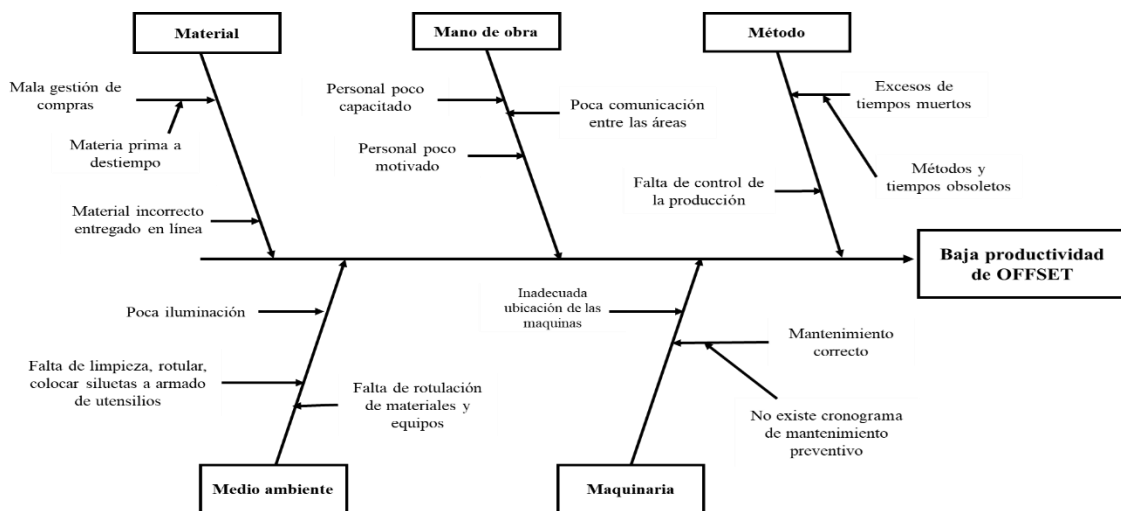 Material
Mano de obra
Método
Mala gestión de
compras
Materia prima a
destiempo
Material incorrecto
entregado en línea
Personal poco
capacitado
Poca comunicación
entre las áreas
Personal poco
motivado
Excesos de
tiempos muertos
Métodos y
tiempos obsoletos
Falta de control de
la producción
Baja productividad
de OFFSET
Poca iluminación
Falta de limpieza, rotular,
colocar siluetas a armado
de utensilios
Falta de rotulación
de materiales y
equipos
Inadecuada
ubicación de las
maquinas
Mantenimiento
correcto
No existe cronograma
de mantenimiento
preventivo
Medio ambiente
Maquinaria